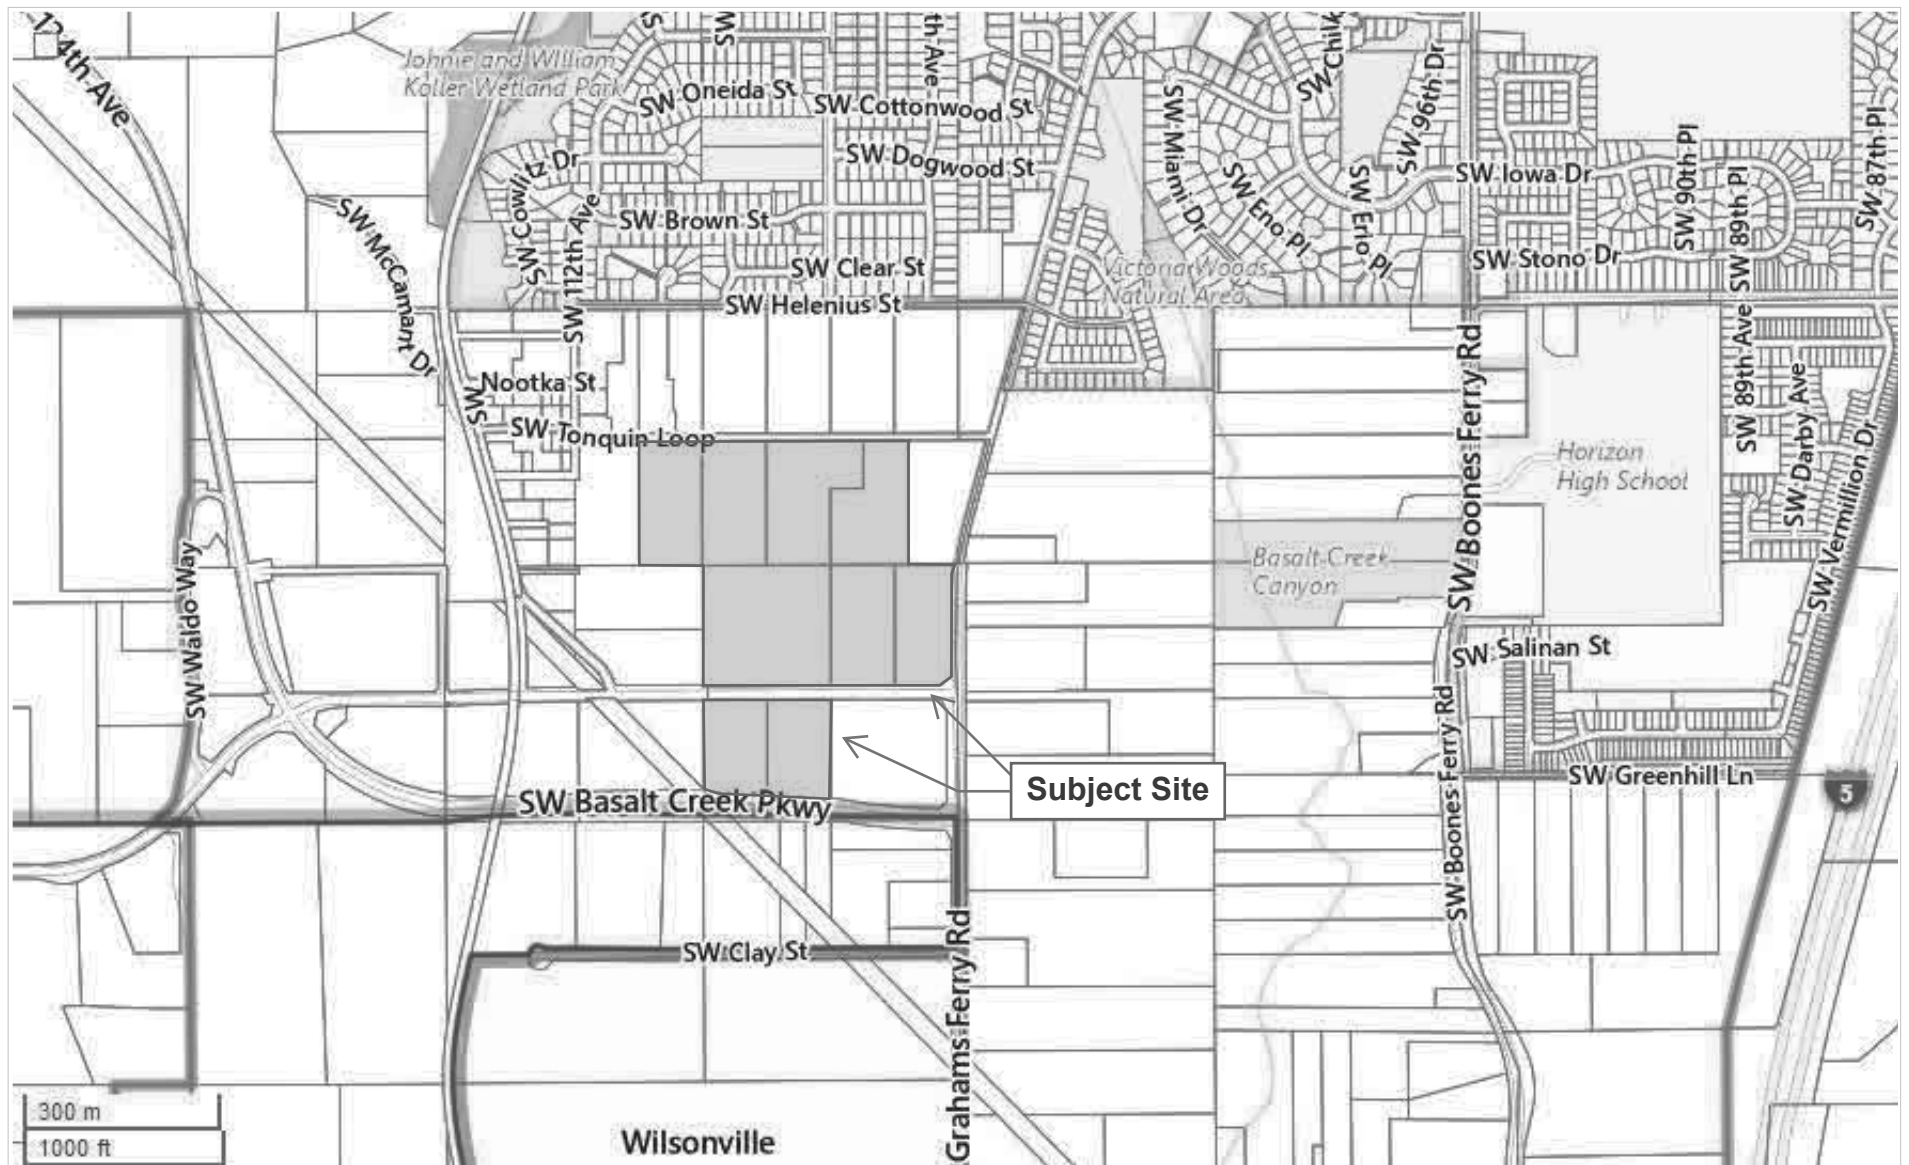 124th Ave
Johnie and William
Koller Wetland Park
SW
th Ave
SW Chik
SW 96th Dr
SW Oneida St
SW Cottonwood St
SW Miami Dr
SW 87th Pl
SW Cowlitz Dr
SW Dogwood St
SW Iowa Dr
SW 90th Pl
SW 89th Pl
SW McCamant Dr
SW 112th Ave
SW Brown St
SW Eno Pl
SW Erio Pl
SW Clear St
Victoria Woods
Natural Area
SW Stono Dr
SW Helenius St
SW
Nootka St
SW Tonquin Loop
SW Boones Ferry Rd
Horizon
High School
SW 89th Ave
SW Darby Ave
SW Vermillion Dr
SW Waldo Way
Basalt Creek
Canyon
SW Salinan St
SW Boones Ferry Rd
Subject Site
SW Greenhill Ln
5
SW Basalt Creek Pkwy
SW Clay St
Grahams Ferry Rd
300 m
1000 ft
Wilsonville